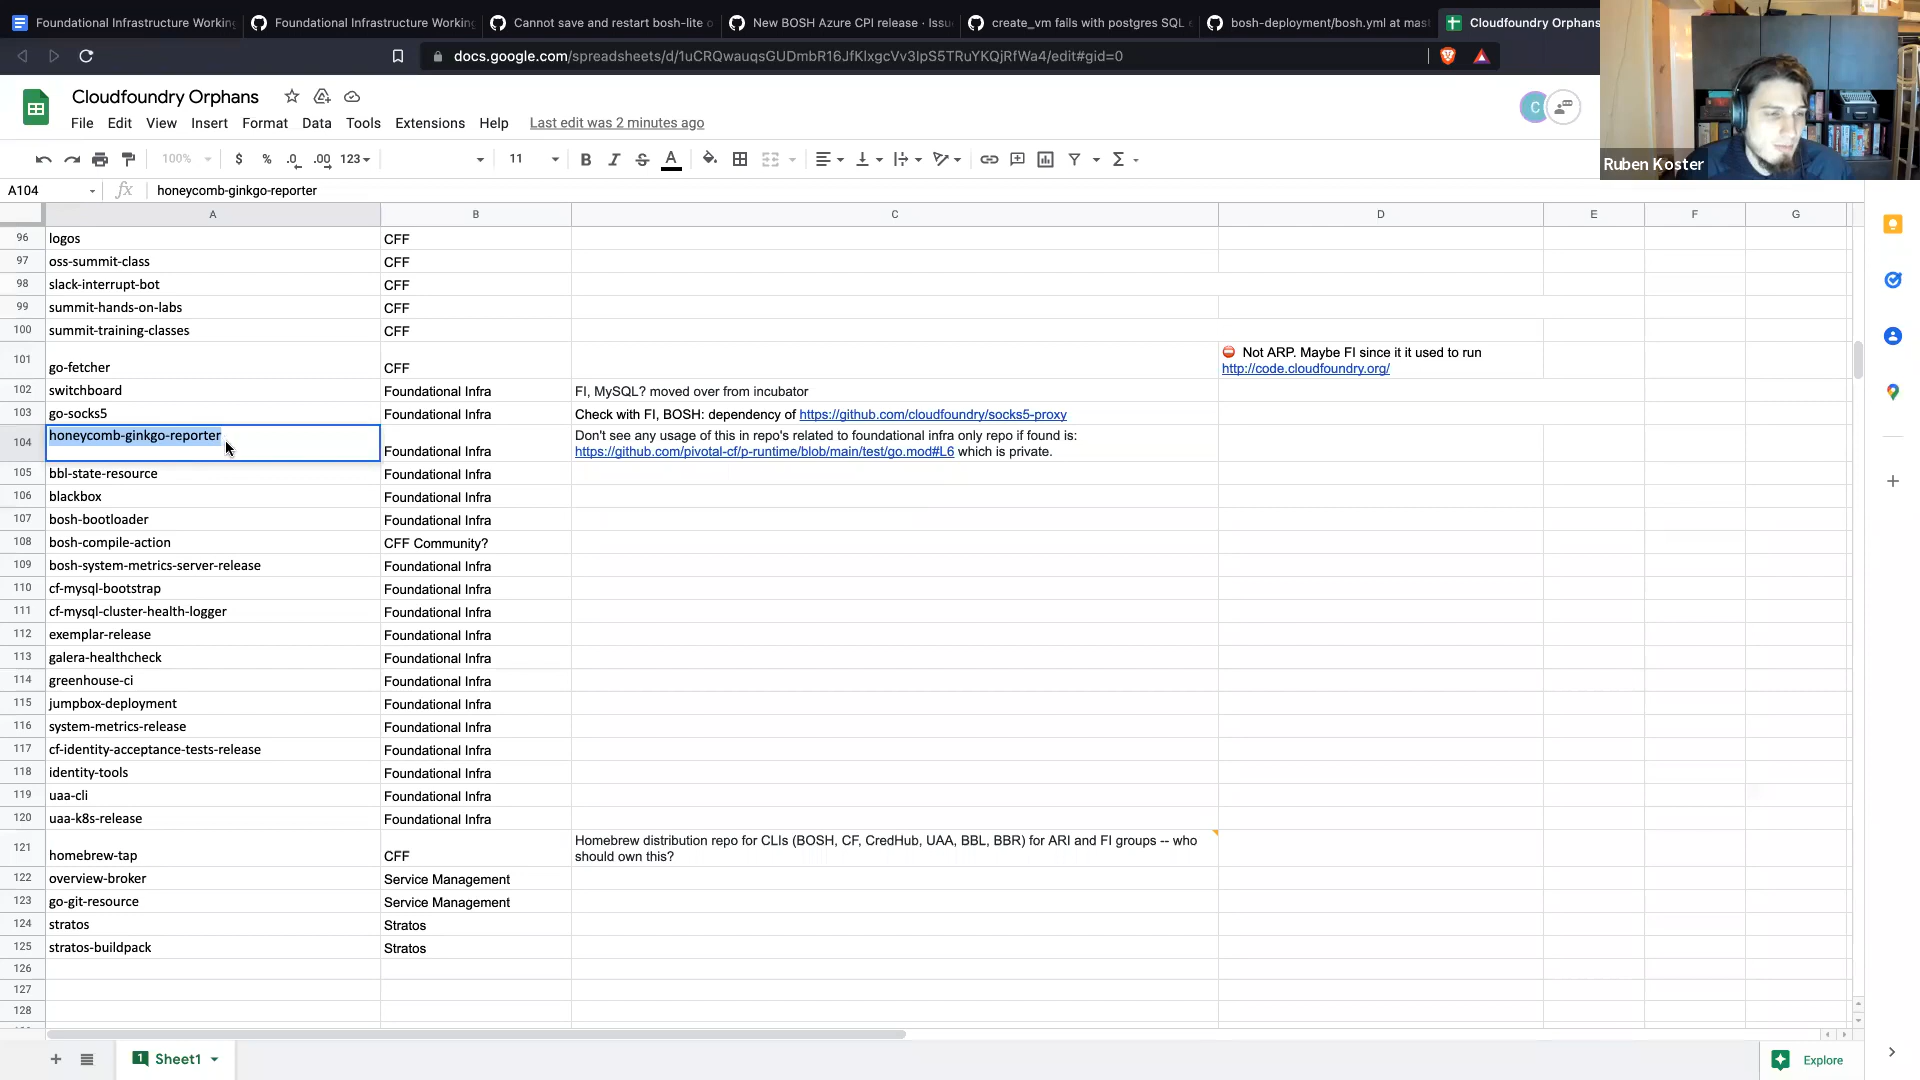 Foundational Infrastructure Workin
Foundational Infrastructure Workin
Cannot save and restart bosh-lite o
New BOSH Azure CPI release · Issu
create_vm fails with postgres SQL
bosh-deployment/bosh.yml at mas
Cloudfoundry Orphans
docs.google.com/spreadsheets/d/1uCRQwauqsGUDmbR16JfKIxgcVv3IpS5TRuYKQjRfWa4/edit#gid=0
Cloudfoundry Orphans
File Edit View Insert Format Data Tools Extensions Help Last edit was 2 minutes ago
C
Ruben Koster
100% $ % .0 .00 123 11 B I S A Σ
A104 fx honeycomb-ginkgo-reporter
A B C D E F G
96 logos CFF
97 oss-summit-class CFF
98 slack-interrupt-bot CFF
99 summit-hands-on-labs CFF
100 summit-training-classes CFF
101 go-fetcher CFF Not ARP. Maybe FI since it it used to run
http://code.cloudfoundry.org/
102 switchboard Foundational Infra FI, MySQL? moved over from incubator
103 go-socks5 Foundational Infra Check with FI, BOSH: dependency of https://github.com/cloudfoundry/socks5-proxy
104 honeycomb-ginkgo-reporter Foundational Infra Don't see any usage of this in repo's related to foundational infra only repo if found is:
https://github.com/pivotal-cf/p-runtime/blob/main/test/go.mod#L6 which is private.
105 bbl-state-resource Foundational Infra
106 blackbox Foundational Infra
107 bosh-bootloader Foundational Infra
108 bosh-compile-action CFF Community?
109 bosh-system-metrics-server-release Foundational Infra
110 cf-mysql-bootstrap Foundational Infra
111 cf-mysql-cluster-health-logger Foundational Infra
112 exemplar-release Foundational Infra
113 galera-healthcheck Foundational Infra
114 greenhouse-ci Foundational Infra
115 jumpbox-deployment Foundational Infra
116 system-metrics-release Foundational Infra
117 cf-identity-acceptance-tests-release Foundational Infra
118 identity-tools Foundational Infra
119 uaa-cli Foundational Infra
120 uaa-k8s-release Foundational Infra
121 homebrew-tap CFF Homebrew distribution repo for CLIs (BOSH, CF, CredHub, UAA, BBL, BBR) for ARI and FI groups -- who
should own this?
122 overview-broker Service Management
123 go-git-resource Service Management
124 stratos Stratos
125 stratos-buildpack Stratos
126
127
128
1 Sheet1
Explore